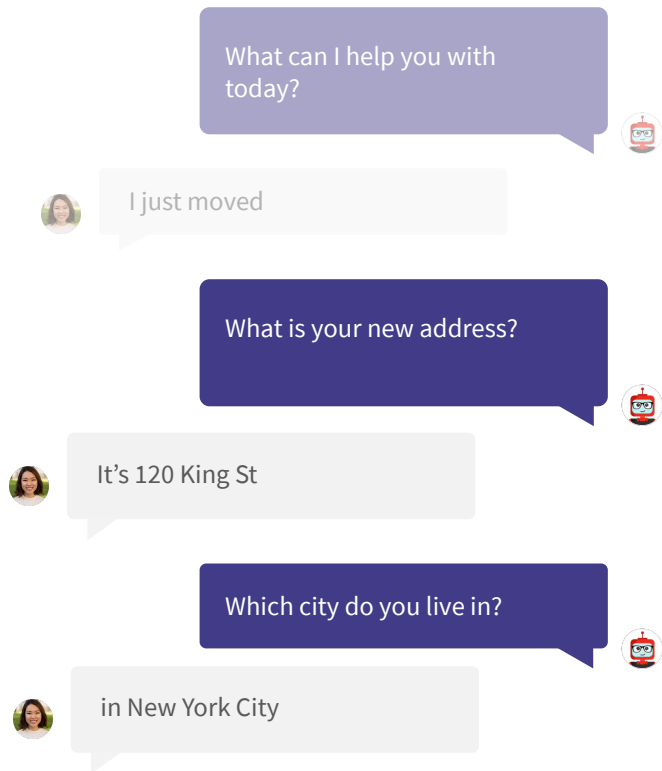 What can I help you with
today?
I just moved
What is your new address?
It’s 120 King St
Which city do you live in?
in New York City